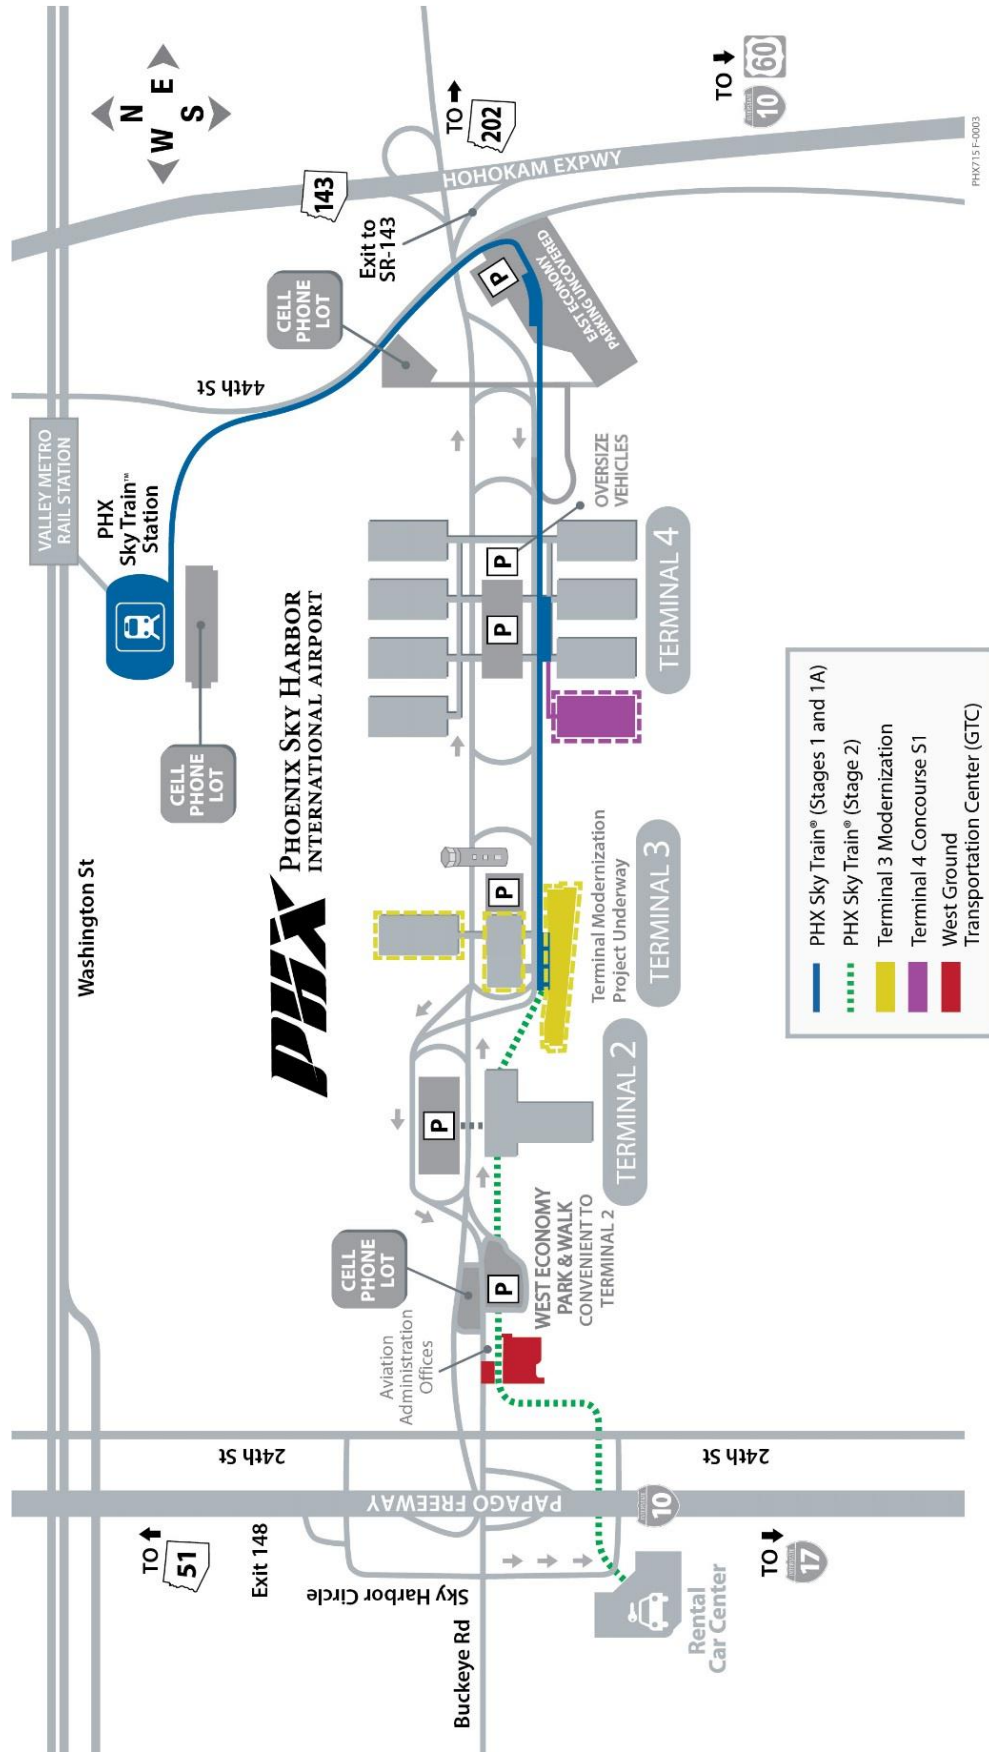 Washington St
VALLEY METRO
RAIL STATION
PHX
Sky Train™
Station
CELL
PHONE
LOT
44th St
CELL
PHONE
LOT
143
N
W E
S
Exit to
SR-143
TO
202
HOHOKAM EXPWY
TO
INTERSTATE
10
60
PHX
PHOENIX SKY HARBOR
INTERNATIONAL AIRPORT
TO
51
Exit 148
Sky Harbor Circle
24th St
PAPAGO FREEWAY
Buckeye Rd
24th St
INTERSTATE
10
TO
INTERSTATE
17
Rental
Car Center
Aviation
Administration
Offices
CELL
PHONE
LOT
P
WEST ECONOMY
PARK & WALK
CONVENIENT TO
TERMINAL 2
P
TERMINAL 2
P
Terminal Modernization
Project Underway
TERMINAL 3
P
P
OVERSIZE
VEHICLES
TERMINAL 4
P
EAST ECONOMY
PARKING UNCOVERED
PHX Sky Train® (Stages 1 and 1A)
PHX Sky Train® (Stage 2)
Terminal 3 Modernization
Terminal 4 Concourse S1
West Ground
Transportation Center (GTC)
PHX715 F-0003